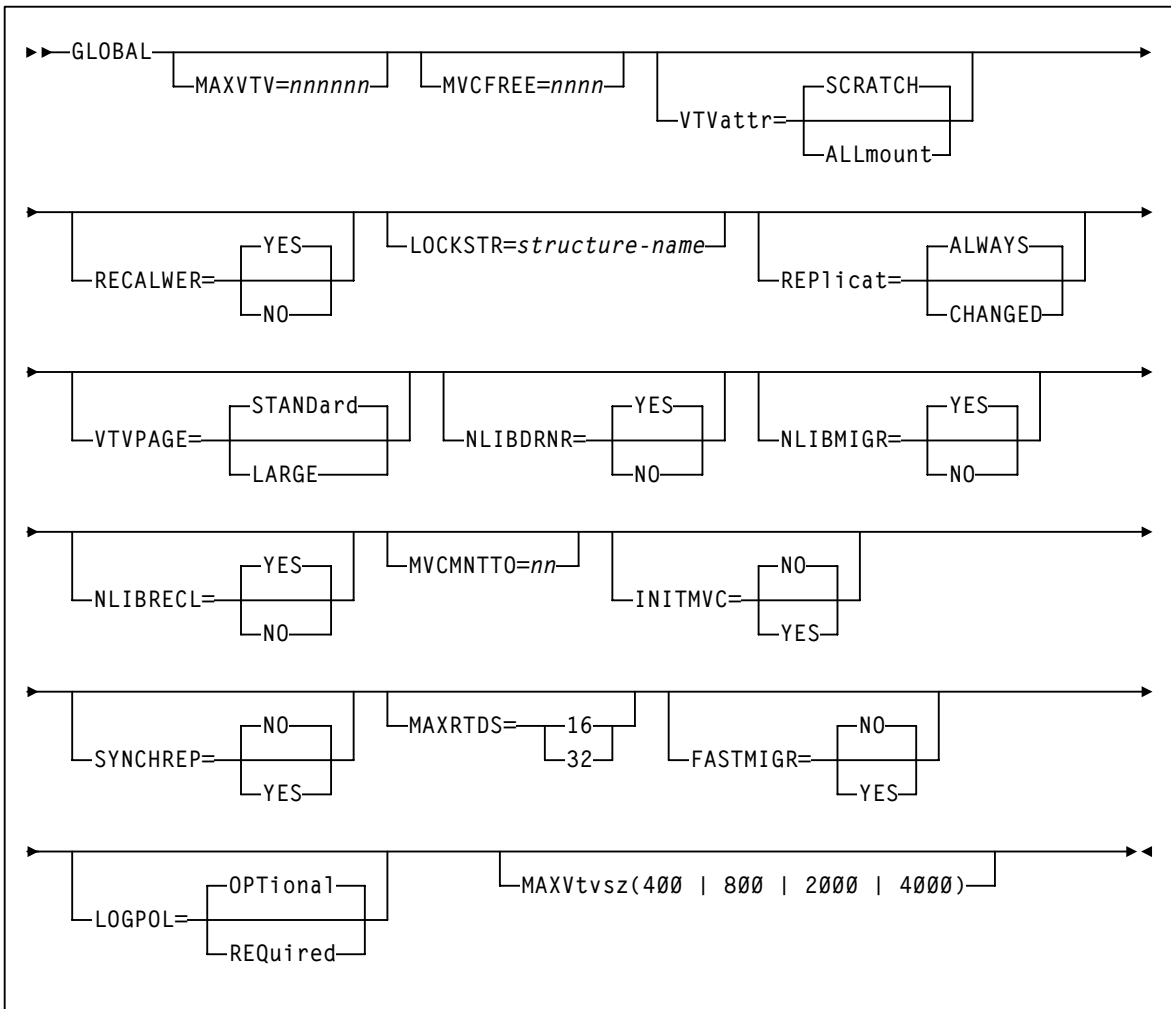 GLOBAL
MAXVTV=nnnnnn
MVCFREE=nnnn
VTVattr=
SCRATCH
ALLmount
RECALWER=
YES
NO
LOCKSTR=structure-name
REPlicat=
ALWAYS
CHANGED
VTVPAGE=
STANDard
LARGE
NLIBDRNR=
YES
NO
NLIBMIGR=
YES
NO
NLIBRECL=
YES
NO
MVCMNTTO=nn
INITMVC=
NO
YES
SYNCHREP=
NO
YES
MAXRTDS=
16
32
FASTMIGR=
NO
YES
LOGPOL=
OPTional
REQuired
MAXVtvsz(400 | 800 | 2000 | 4000)